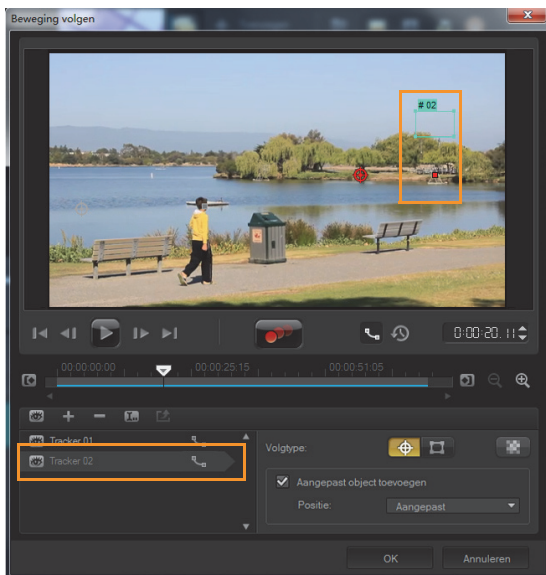 Beweging volgen
# 02
0:00:20. 11
00:00:00:00
00:00:25:15
00:00:51:05
Tracker 01
Tracker 02
Volgtype:
Aangepast object toevoegen
Positie:
Aangepast
OK
Annuleren